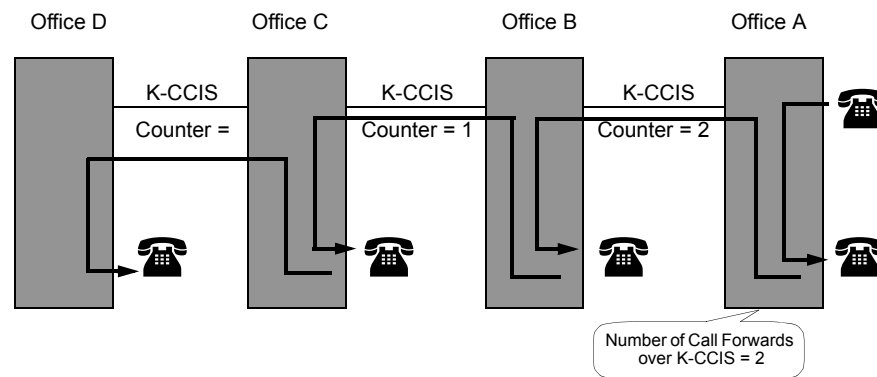 Office D Office C Office B Office A
K-CCIS K-CCIS K-CCIS
Counter = Counter = 1 Counter = 2
Number of Call Forwards
over K-CCIS = 2